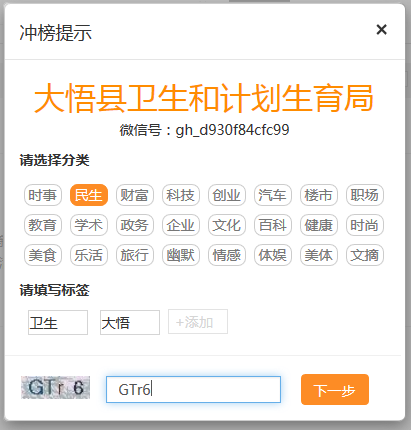 冲榜提示 ×
大悟县卫生和计划生育局
微信号：gh_d930f84cfc99
请选择分类
时事 民生 财富 科技 创业 汽车 楼市 职场
教育 学术 政务 企业 文化 百科 健康 时尚
美食 乐活 旅行 幽默 情感 体娱 美体 文摘
请填写标签
卫生 大悟 +添加
GTr 6 GTr6 下一步